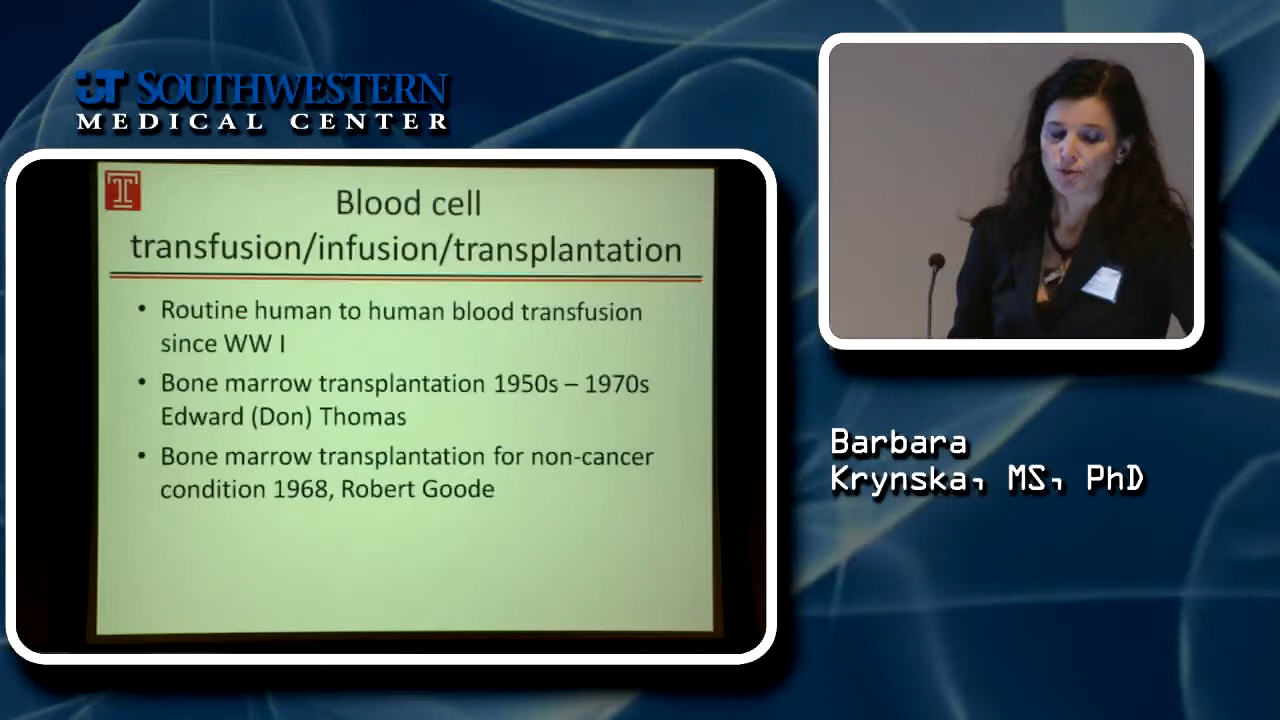 UT SOUTHWESTERN
MEDICAL CENTER
T
Blood cell
transfusion/infusion/transplantation
• Routine human to human blood transfusion
since WW I
• Bone marrow transplantation 1950s – 1970s
Edward (Don) Thomas
• Bone marrow transplantation for non-cancer
condition 1968, Robert Goode
Barbara
Krynska, MS, PhD